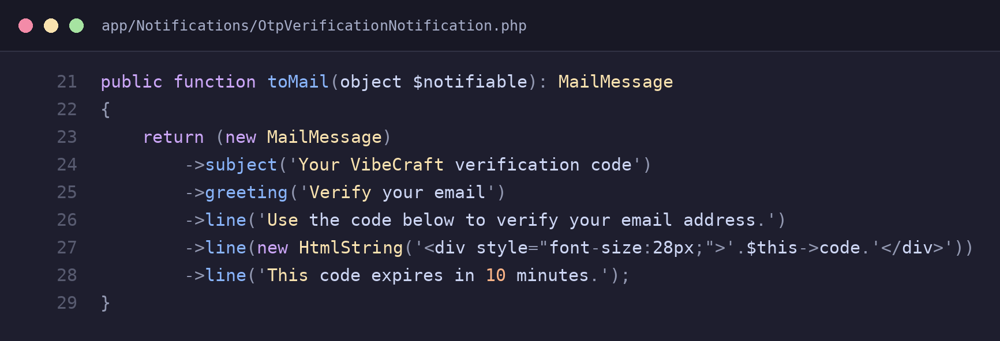 app/Notifications/OtpVerificationNotification.php
21 public function toMail(object $notifiable): MailMessage
22 {
23     return (new MailMessage)
24         ->subject('Your VibeCraft verification code')
25         ->greeting('Verify your email')
26         ->line('Use the code below to verify your email address.')
27         ->line(new HtmlString('<div style="font-size:28px;">'.$this->code.'</div>'))
28         ->line('This code expires in 10 minutes.');
29 }